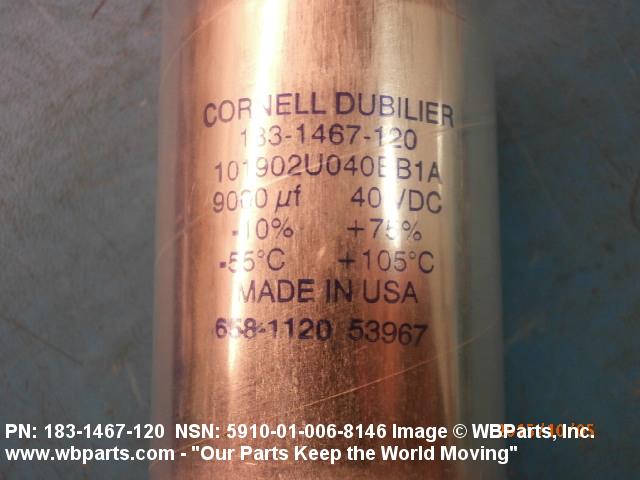 CORNELL DUBILIER
183-1467-120
101902U040BB1A
9000 µf 40 VDC
-10% +75%
-55°C +105°C
MADE IN USA
658-1120 53967
PN: 183-1467-120 NSN: 5910-01-006-8146 Image © WBParts, Inc.
www.wbparts.com - "Our Parts Keep the World Moving"